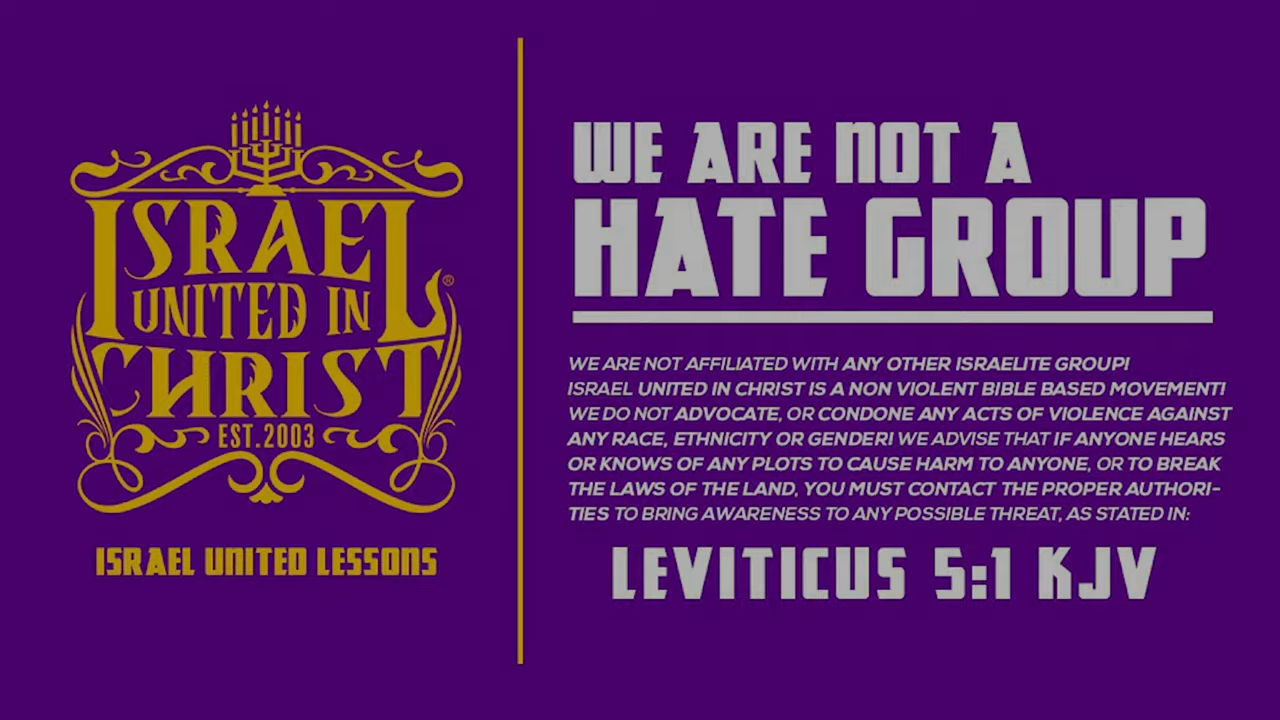 ISRAEL
UNITED IN
CHRIST
®
EST.2003
ISRAEL UNITED LESSONS
WE ARE NOT A
HATE GROUP
WE ARE NOT AFFILIATED WITH ANY OTHER ISRAELITE GROUP!
ISRAEL UNITED IN CHRIST IS A NON VIOLENT BIBLE BASED MOVEMENT!
WE DO NOT ADVOCATE, OR CONDONE ANY ACTS OF VIOLENCE AGAINST
ANY RACE, ETHNICITY OR GENDER! WE ADVISE THAT IF ANYONE HEARS
OR KNOWS OF ANY PLOTS TO CAUSE HARM TO ANYONE, OR TO BREAK
THE LAWS OF THE LAND, YOU MUST CONTACT THE PROPER AUTHORI-
TIES TO BRING AWARENESS TO ANY POSSIBLE THREAT, AS STATED IN:
LEVITICUS 5:1 KJV